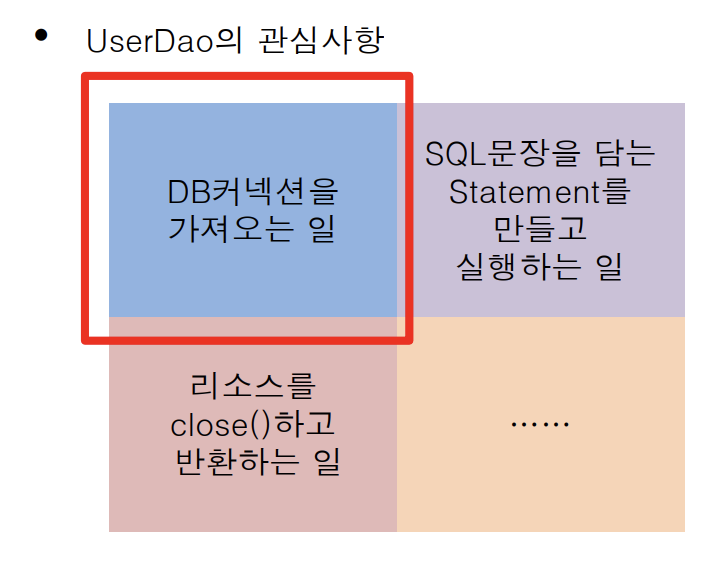 • UserDao의 관심사항
DB커넥션을
가져오는 일
SQL문장을 담는
Statement를
만들고
실행하는 일
리소스를
close()하고
반환하는 일
……